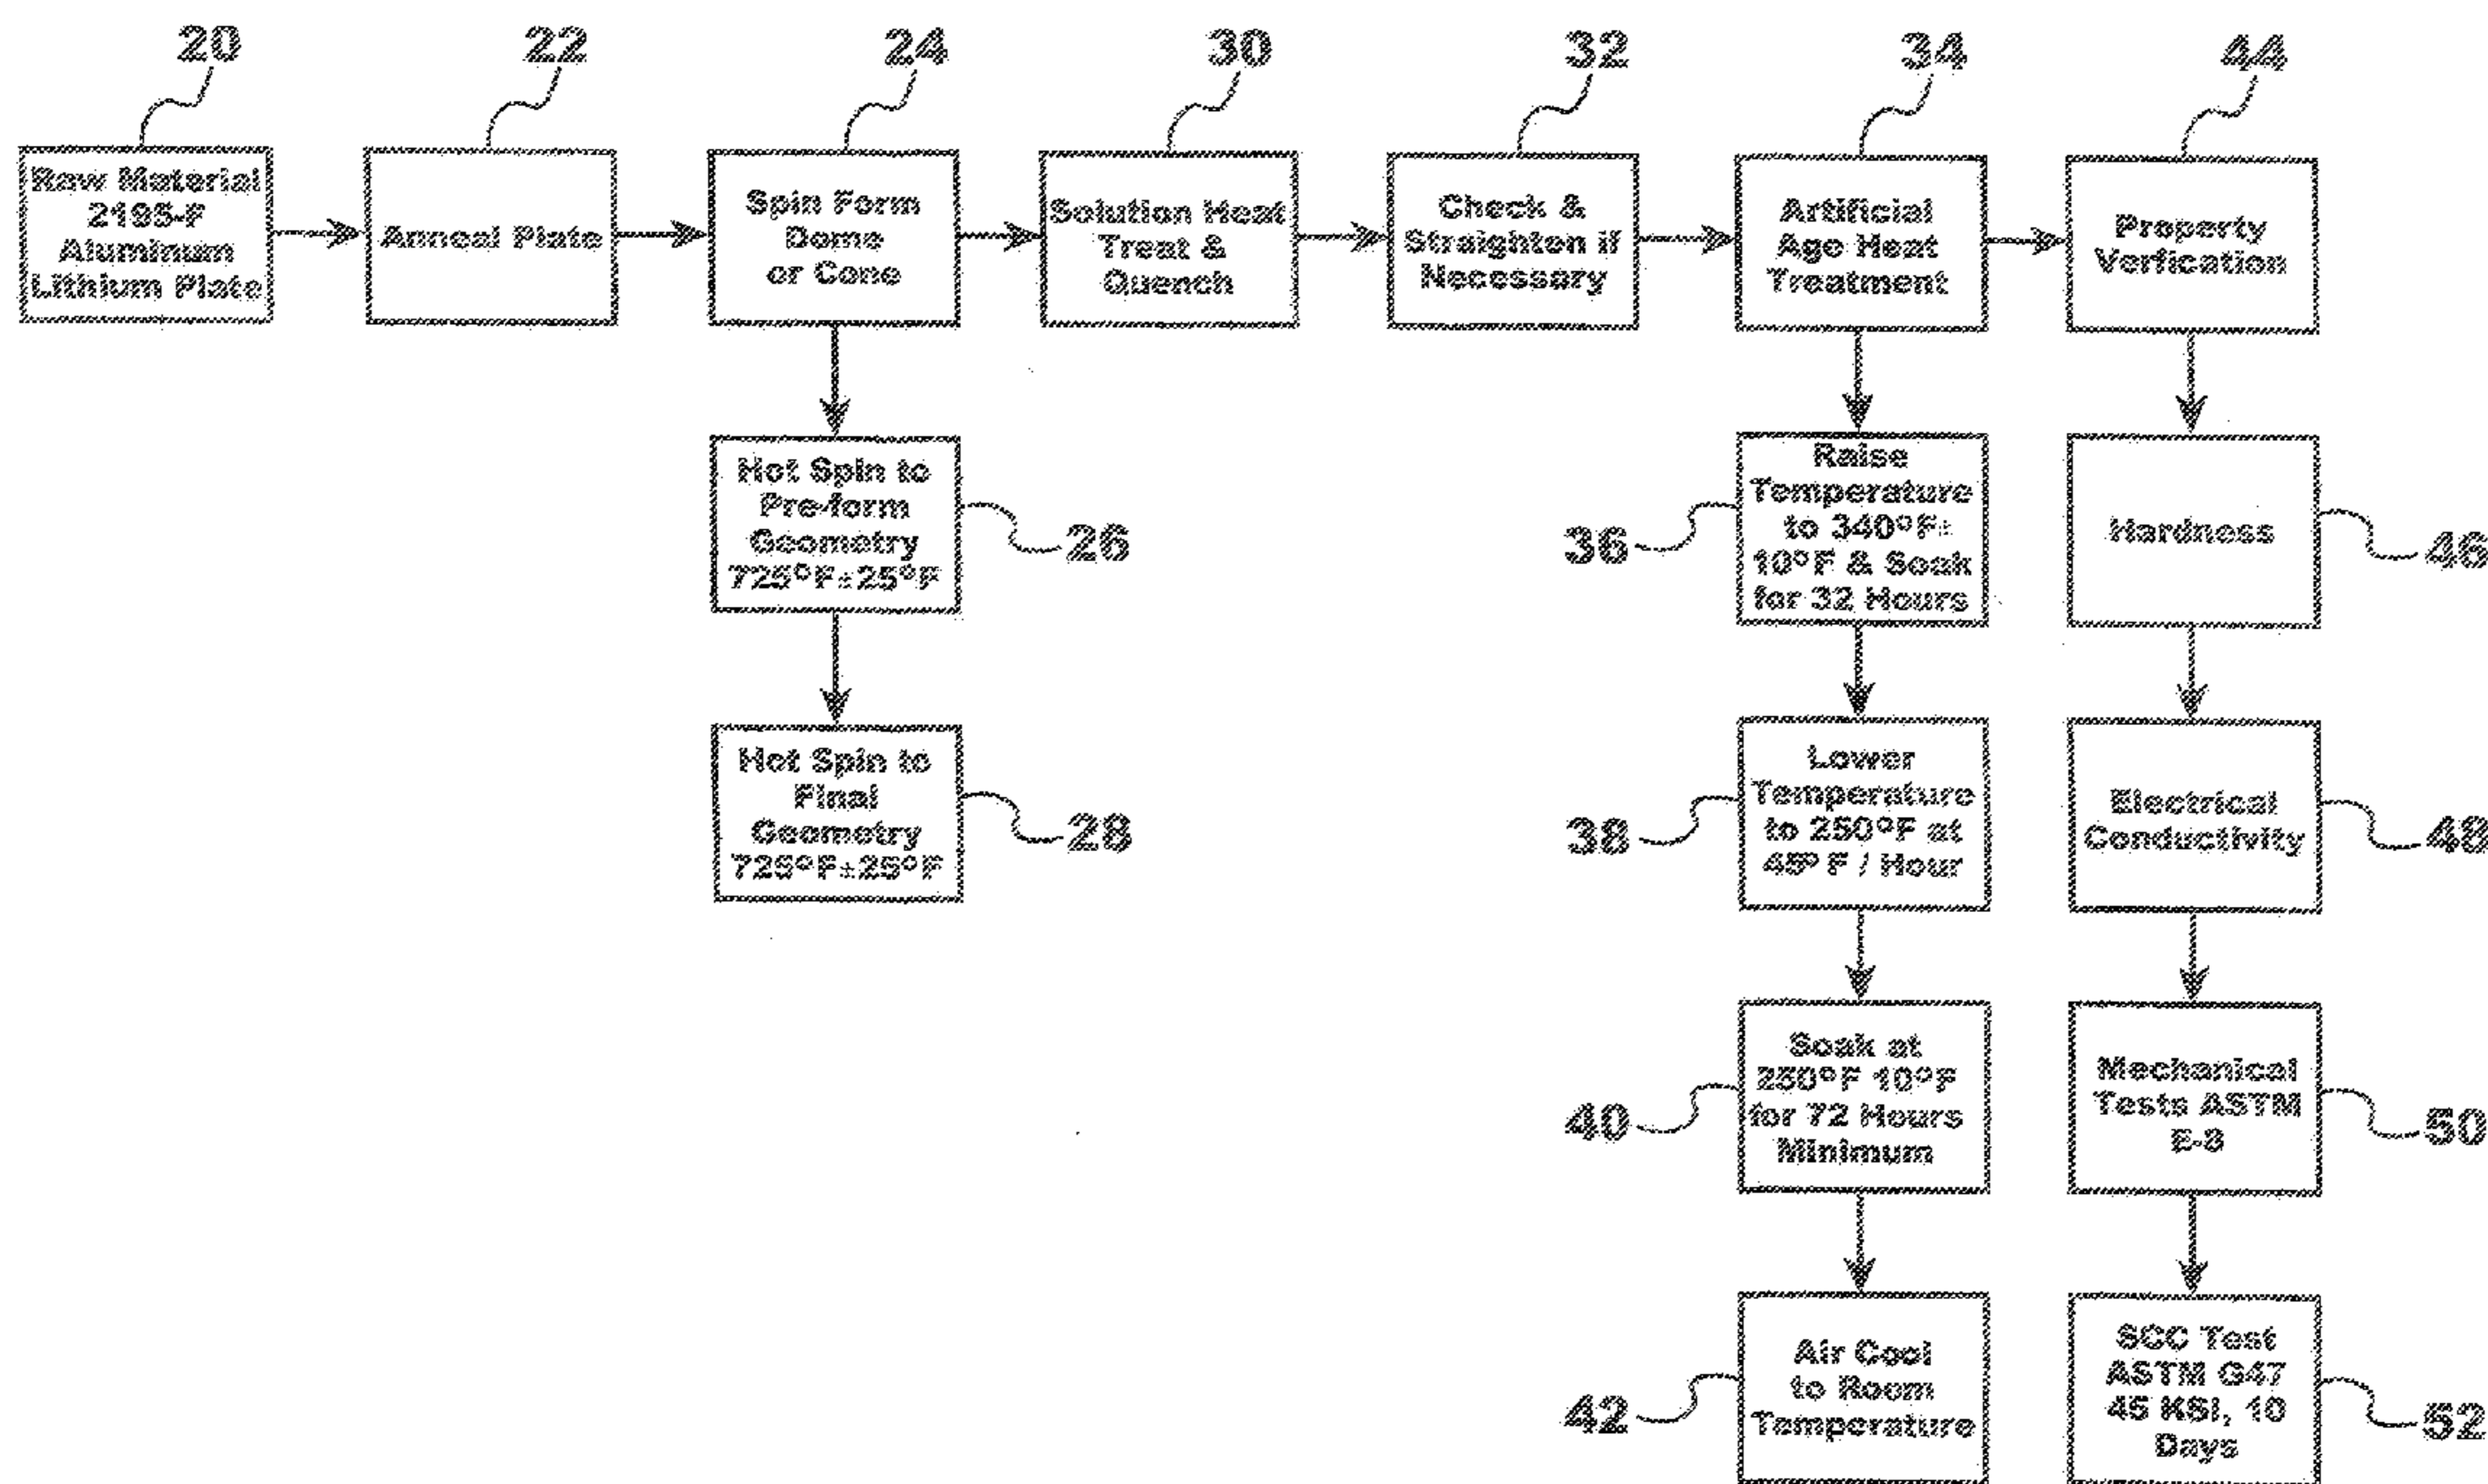 20
22
24
30
32
34
44
Raw Material
2195-F
Aluminum
Lithium Plate
Anneal Plate
Spin Form
Dome
or Cone
Solution Heat
Treat &
Quench
Check &
Straighten if
Necessary
Artificial
Age Heat
Treatment
Property
Verfication
Hot Spin to
Pre-form
Geometry
725°F±25°F
26
Hot Spin to
Final
Geometry
725°F±25°F
28
36
Raise
Temperature
to 340°F±
10°F & Soak
for 32 Hours
38
Lower
Temperature
to 250°F at
45° F / Hour
40
Soak at
250°F 10°F
for 72 Hours
Minimum
42
Air Cool
to Room
Temperature
Hardness
46
Electrical
Conductivity
48
Mechanical
Tests ASTM
E-8
50
SCC Test
ASTM G47
45 KSI, 10
Days
52